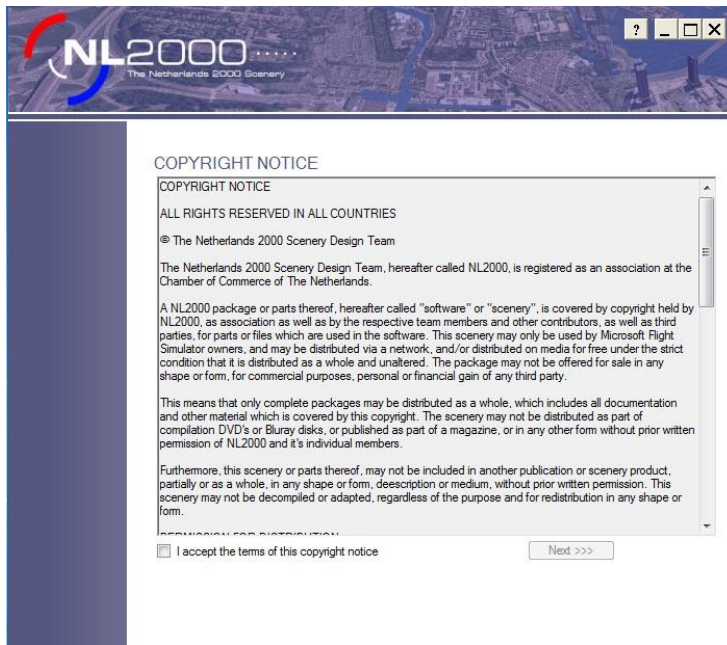 NL2000
The Netherlands 2000 Scenery
?
COPYRIGHT NOTICE
COPYRIGHT NOTICE
ALL RIGHTS RESERVED IN ALL COUNTRIES
© The Netherlands 2000 Scenery Design Team
The Netherlands 2000 Scenery Design Team, hereafter called NL2000, is registered as an association at the
Chamber of Commerce of The Netherlands.
A NL2000 package or parts thereof, hereafter called "software" or "scenery", is covered by copyright held by
NL2000, as association as well as by the respective team members and other contributors, as well as third
parties, for parts or files which are used in the software. This scenery may only be used by Microsoft Flight
Simulator owners, and may be distributed via a network, and/or distributed on media for free under the strict
condition that it is distributed as a whole and unaltered. The package may not be offered for sale in any
shape or form, for commercial purposes, personal or financial gain of any third party.
This means that only complete packages may be distributed as a whole, which includes all documentation
and other material which is covered by this copyright. The scenery may not be distributed as part of
compilation DVD's or Bluray disks, or published as part of a magazine, or in any other form without prior written
permission of NL2000 and it's individual members.
Furthermore, this scenery or parts thereof, may not be included in another publication or scenery product,
partially or as a whole, in any shape or form, deescription or medium, without prior written permission. This
scenery may not be decompiled or adapted, regardless of the purpose and for redistribution in any shape or
form.
PERMISSION FOR DISTRIBUTION
I accept the terms of this copyright notice
Next >>>